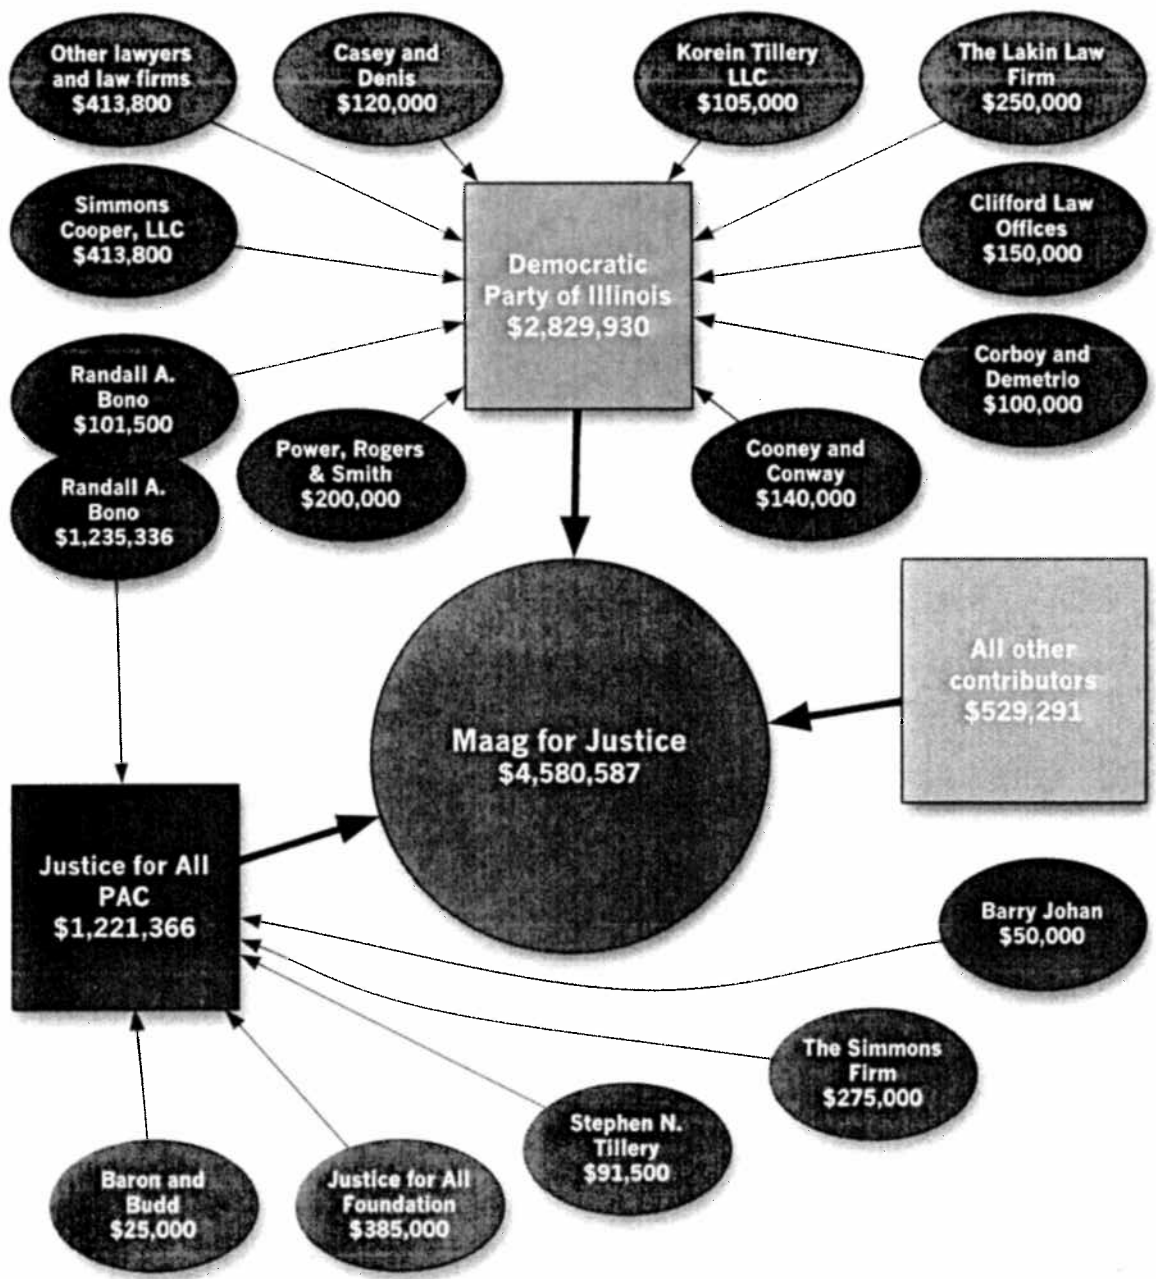 Other lawyers
and law firms
$413,800
Casey and
Denis
$120,000
Korein Tillery
LLC
$105,000
The Lakin Law
Firm
$250,000
Simmons
Cooper, LLC
$413,800
Democratic
Party of Illinois
$2,829,930
Clifford Law
Offices
$150,000
Randall A.
Bono
$101,500
Corboy and
Demetrio
$100,000
Power, Rogers
& Smith
$200,000
Cooney and
Conway
$140,000
Randall A.
Bono
$1,235,336
All other
contributors
$529,291
Maag for Justice
$4,580,587
Justice for All
PAC
$1,221,366
Barry Johan
$50,000
The Simmons
Firm
$275,000
Stephen N.
Tillery
$91,500
Baron and
Budd
$25,000
Justice for All
Foundation
$385,000